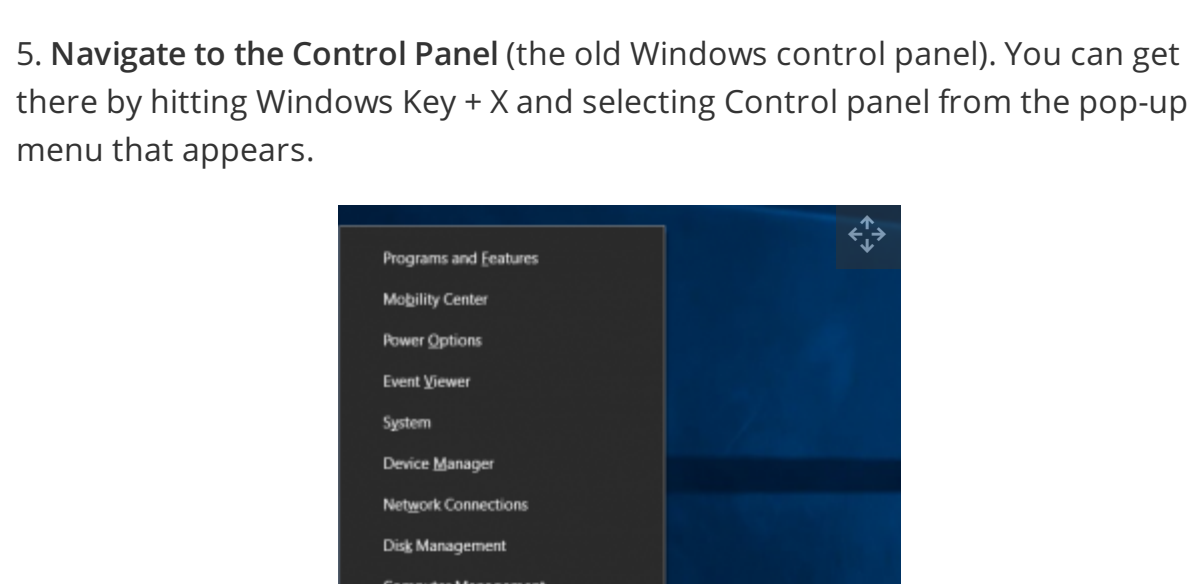 5. Navigate to the Control Panel (the old Windows control panel). You can get
there by hitting Windows Key + X and selecting Control panel from the pop-up
menu that appears.
Programs and Features
Mobility Center
Power Options
Event Viewer
System
Device Manager
Network Connections
Disk Management
Computer Management